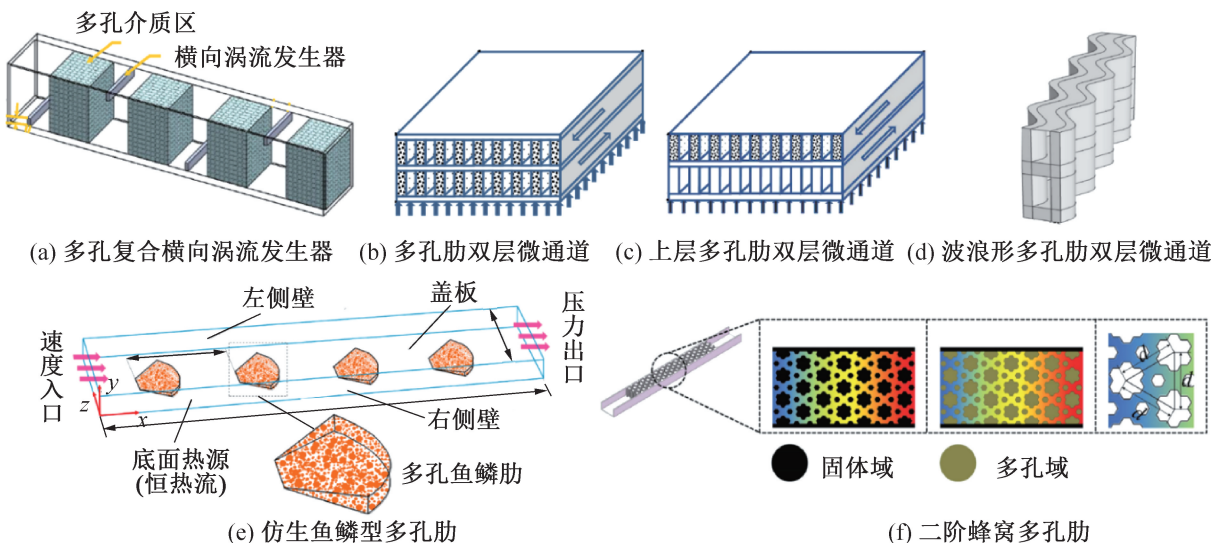 多孔介质区
横向涡流发生器
(a) 多孔复合横向涡流发生器
(b) 多孔肋双层微通道
(c) 上层多孔肋双层微通道
(d) 波浪形多孔肋双层微通道
左侧壁
盖板
压力出口
速度入口
y
z
x
右侧壁
底面热源
(恒热流)
多孔鱼鳞肋
(e) 仿生鱼鳞型多孔肋
d
d
d
固体域
多孔域
(f) 二阶蜂窝多孔肋